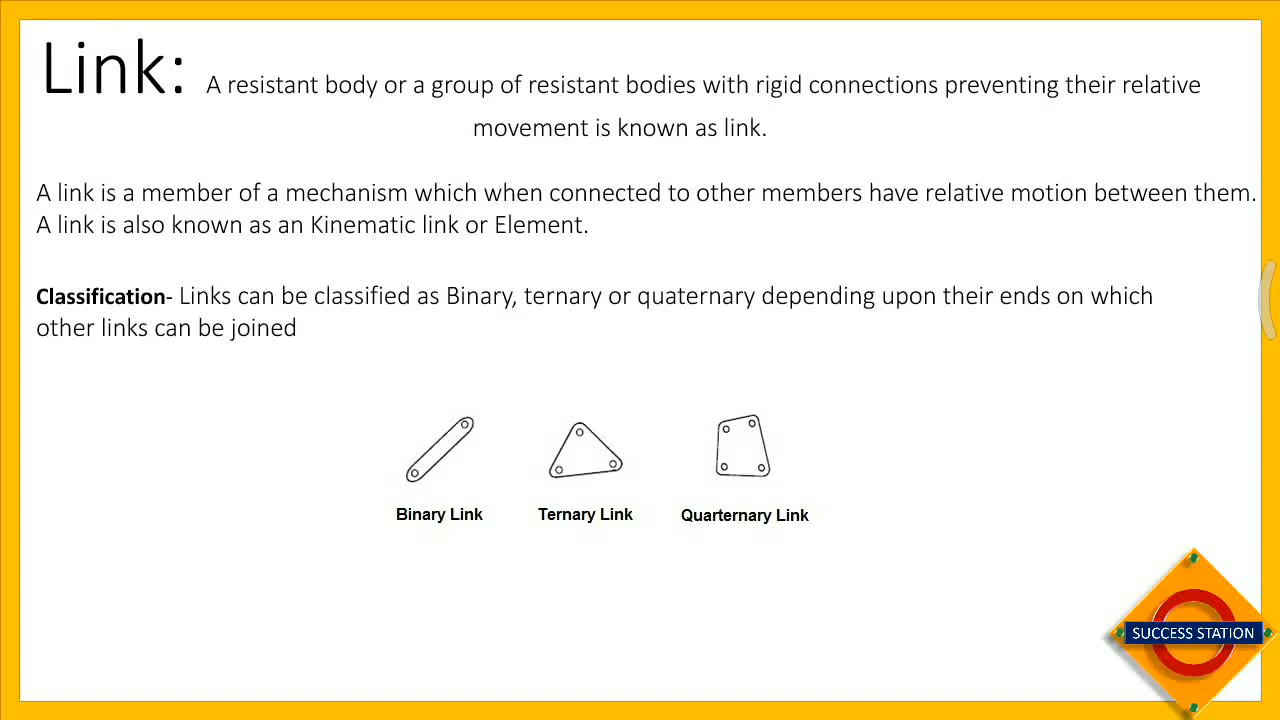 Link: A resistant body or a group of resistant bodies with rigid connections preventing their relative
movement is known as link.
A link is a member of a mechanism which when connected to other members have relative motion between them.
A link is also known as an Kinematic link or Element.
Classification- Links can be classified as Binary, ternary or quaternary depending upon their ends on which
other links can be joined
Binary Link
Ternary Link
Quarternary Link
SUCCESS STATION